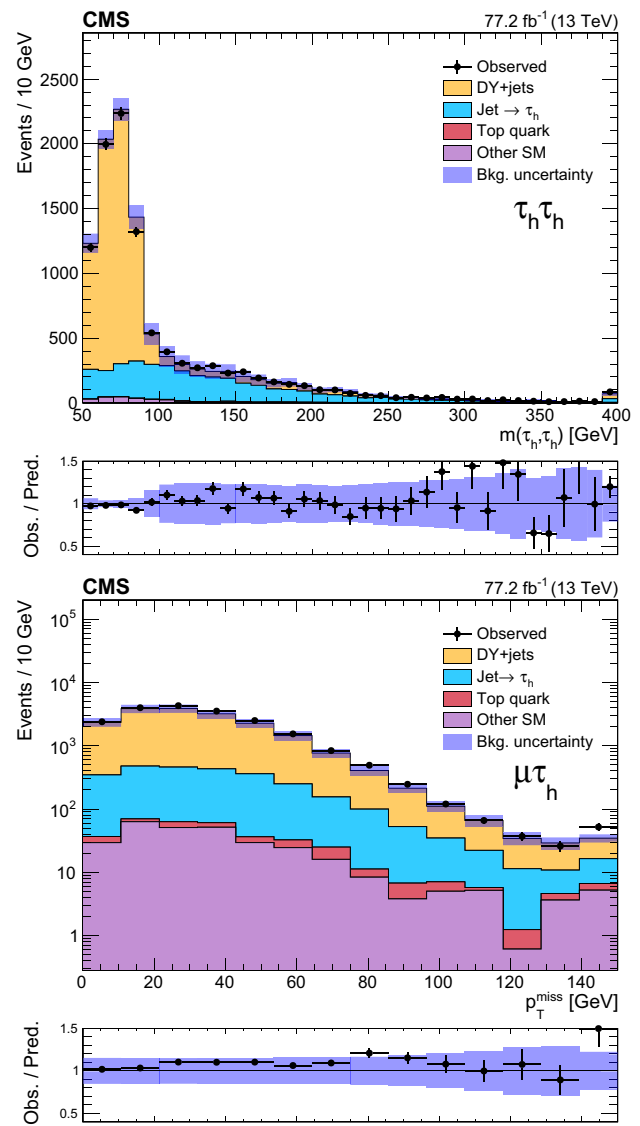 CMS 77.2 fb⁻¹ (13 TeV)
Events / 10 GeV
2500
2000
1500
1000
500
0
Observed
DY+jets
Jet → τh
Top quark
Other SM
Bkg. uncertainty
τhτh
50 100 150 200 250 300 350 400
m(τh,τh) [GeV]
Obs. / Pred.
1.5
1
0.5
CMS 77.2 fb⁻¹ (13 TeV)
Events / 10 GeV
10⁵
10⁴
10³
10²
10
1
Observed
DY+jets
Jet→ τh
Top quark
Other SM
Bkg. uncertainty
μτh
0 20 40 60 80 100 120 140
pTmiss [GeV]
Obs. / Pred.
1.5
1
0.5